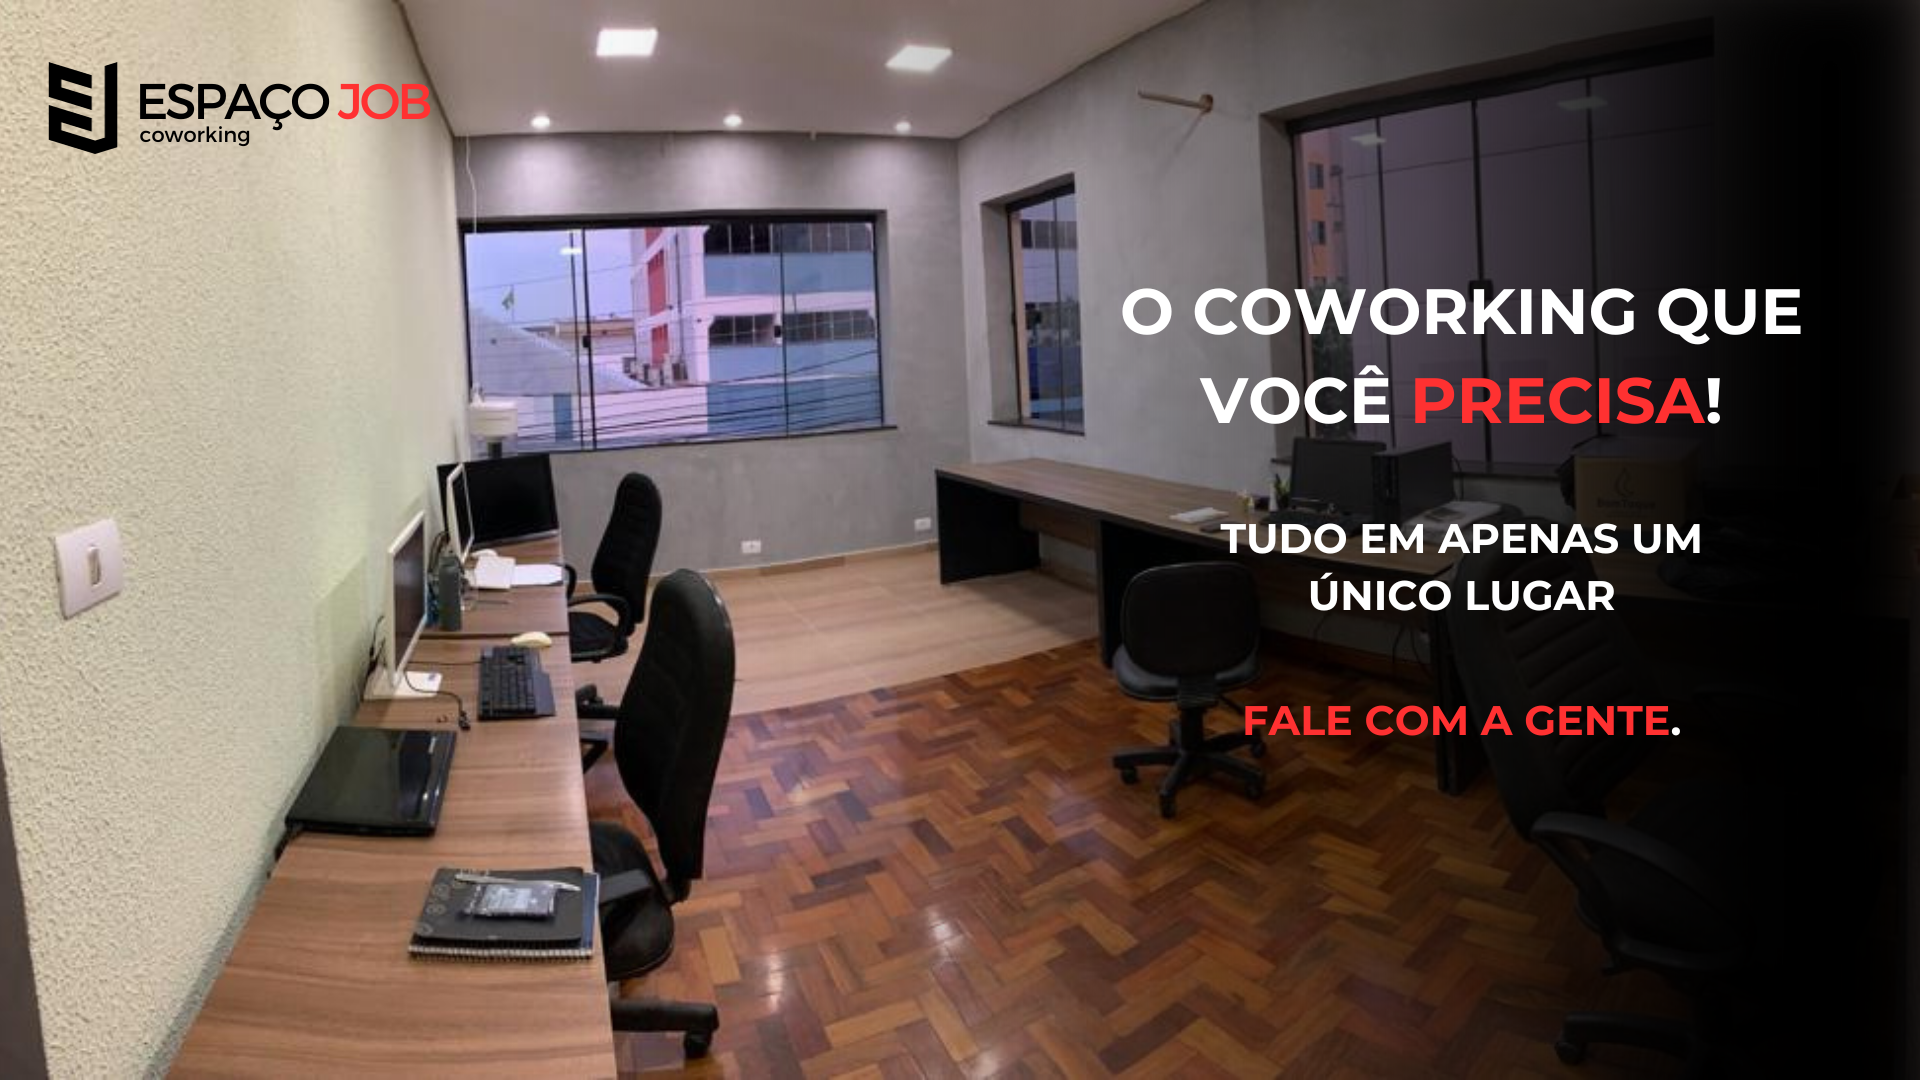 ESPAÇO JOB
coworking
O COWORKING QUE
VOCÊ PRECISA!
TUDO EM APENAS UM
ÚNICO LUGAR
FALE COM A GENTE.